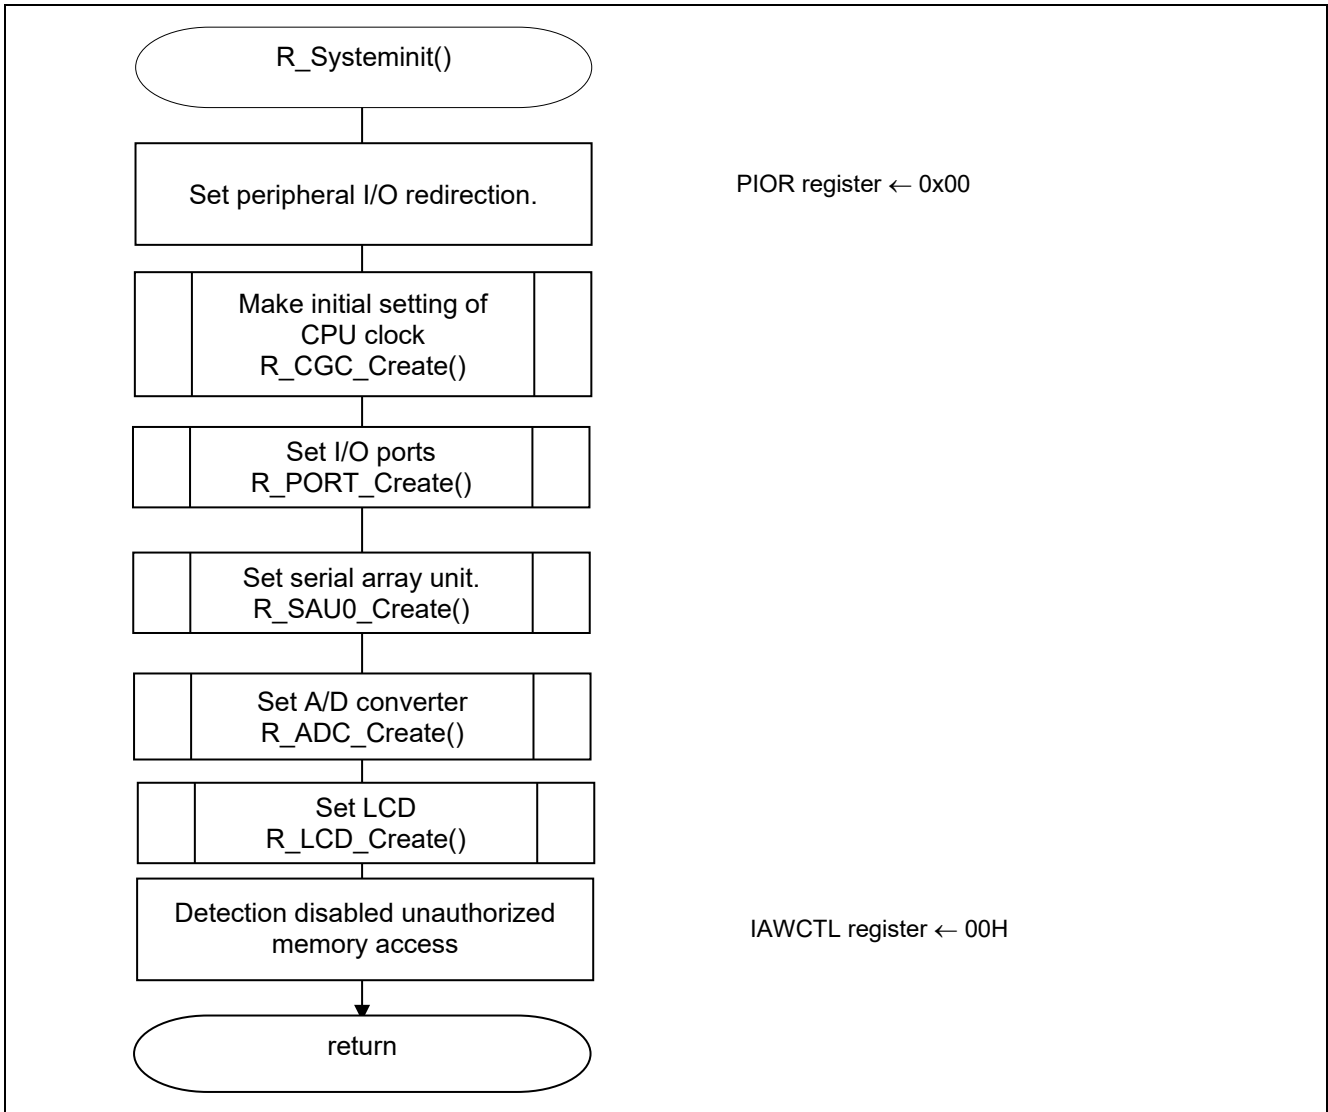 R_Systeminit()
Set peripheral I/O redirection.
PIOR register ← 0x00
Make initial setting of
CPU clock
R_CGC_Create()
Set I/O ports
R_PORT_Create()
Set serial array unit.
R_SAU0_Create()
Set A/D converter
R_ADC_Create()
Set LCD
R_LCD_Create()
Detection disabled unauthorized
memory access
IAWCTL register ← 00H
return